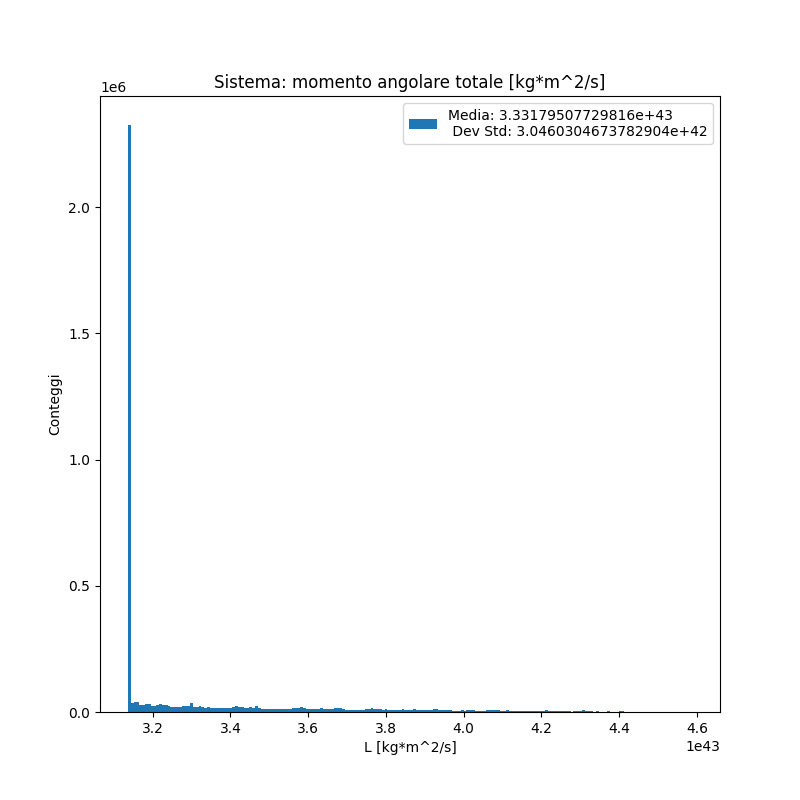 Sistema: momento angolare totale [kg*m^2/s]
1e6
Media: 3.33179507729816e+43
Dev Std: 3.0460304673782904e+42
2.0
1.5
1.0
0.5
0.0
Conteggi
3.2 3.4 3.6 3.8 4.0 4.2 4.4 4.6
1e43
L [kg*m^2/s]